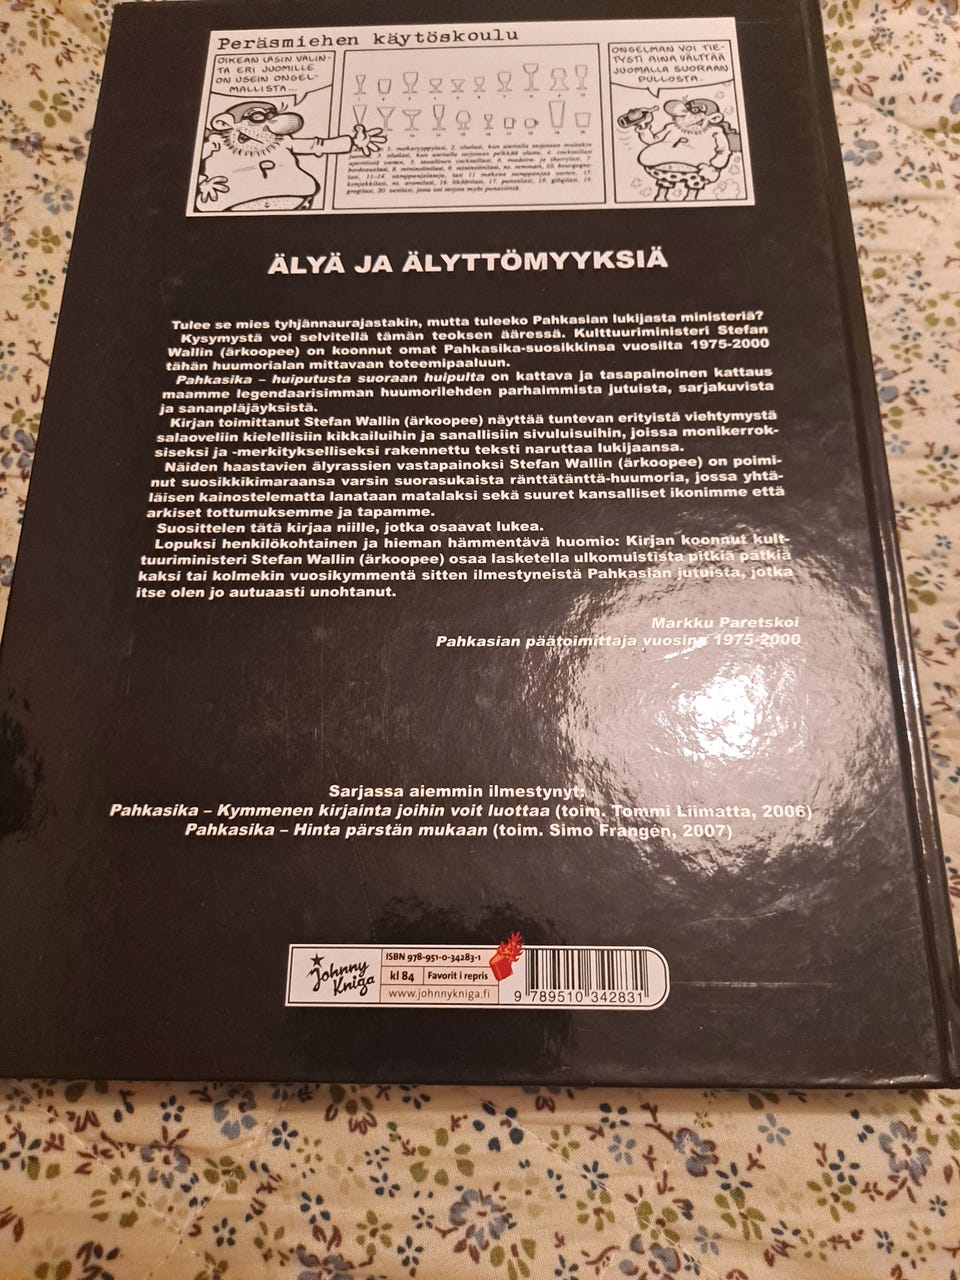 Peräsmiehen käytöskoulu
OIKEAN LASIN VALIN-
TA ERI JUOMILLE
ON USEIN ONGEL-
MALLISTA...
P
ONGELMAN VOI TIE-
TYSTI AINA VÄLTTÄÄ
JUOMALLA SUORAAN
PULLOSTA.
P
ÄLYÄ JA ÄLYTTÖMYYKSIÄ
Tulee se mies tyhjännaurajastakin, mutta tuleeko Pahkasian lukijasta ministeriä?
Kysymystä voi selvitellä tämän teoksen ääressä. Kulttuuriministeri Stefan
Wallin (ärkoopee) on koonnut omat Pahkasika-suosikkinsa vuosilta 1975-2000
tähän huumorialan mittavaan toteemipaaluun.
Pahkasika – huiputusta suoraan huipulta on kattava ja tasapainoinen kattaus
maamme legendaarisimman huumorilehden parhaimmista jutuista, sarjakuvista
ja sananpläjäyksistä.
Kirjan toimittanut Stefan Wallin (ärkoopee) näyttää tuntevan erityistä viehtymystä
salaoveliin kielellisiin kikkailuihin ja sanallisiin sivuluisuihin, joissa monikerrok-
siseksi ja -merkitykselliseksi rakennettu teksti naruttaa lukijaansa.
Näiden haastavien älyrassien vastapainoksi Stefan Wallin (ärkoopee) on poimi-
nut suosikkikimaraansa varsin suorasukaista ränttätänttä-huumoria, jossa yhtä-
läisen kainostelematta lanataan matalaksi sekä suuret kansalliset ikonimme että
arkiset tottumuksemme ja tapamme.
Suosittelen tätä kirjaa niille, jotka osaavat lukea.
Lopuksi henkilökohtainen ja hieman hämmentävä huomio: Kirjan koonnut kult-
tuuriministeri Stefan Wallin (ärkoopee) osaa lasketella ulkomuistista pitkiä pätkiä
kaksi tai kolmekin vuosikymmentä sitten ilmestyneistä Pahkasian jutuista, jotka
itse olen jo autuaasti unohtanut.
Markku Paretskoi
Pahkasian päätoimittaja vuosina 1975-2000
Sarjassa aiemmin ilmestynyt:
Pahkasika – Kymmenen kirjainta joihin voit luottaa (toim. Tommi Liimatta, 2006)
Pahkasika – Hinta pärstän mukaan (toim. Simo Frangén, 2007)
Johnny
Kniga
ISBN 978-951-0-34283-1
kl 84 Favorit i repris
www.johnnykniga.fi
9 789510 342831